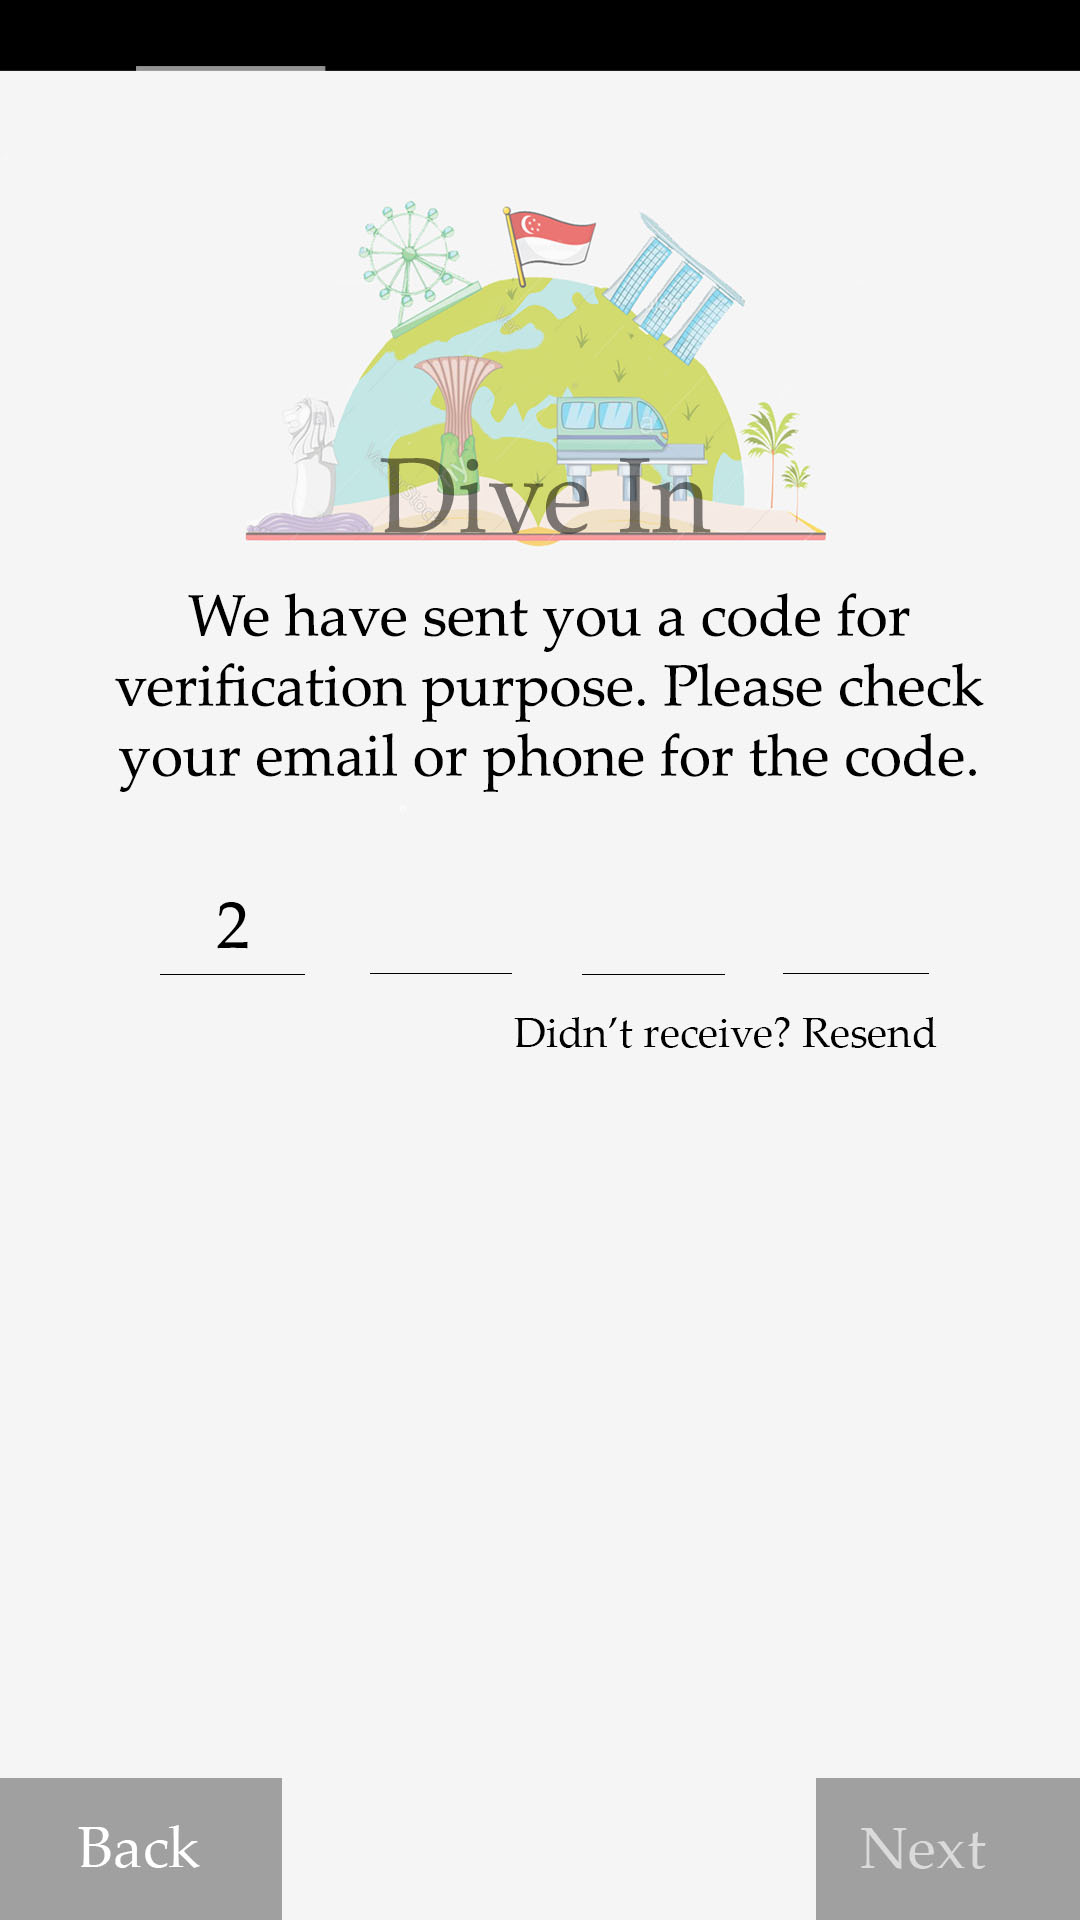 Dive In
We have sent you a code for
verification purpose. Please check
your email or phone for the code.
2
Didn’t receive? Resend
Back
Next